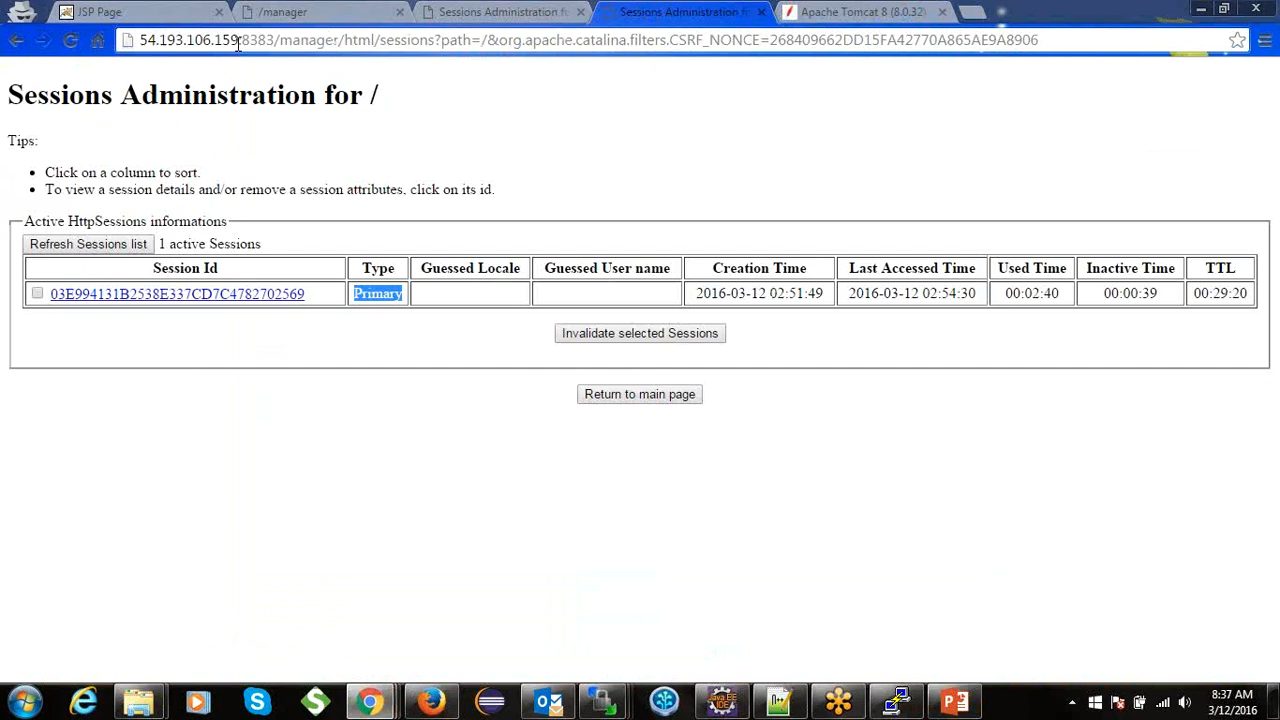 JSP Page
/manager
Sessions Administration fo
Sessions Administration fo
Apache Tomcat 8 (8.0.32)
54.193.106.159:8383/manager/html/sessions?path=/&org.apache.catalina.filters.CSRF_NONCE=268409662DD15FA42770A865AE9A8906
Sessions Administration for /
Tips:
Click on a column to sort.
To view a session details and/or remove a session attributes, click on its id.
Active HttpSessions informations
Refresh Sessions list 1 active Sessions
Session Id Type Guessed Locale Guessed User name Creation Time Last Accessed Time Used Time Inactive Time TTL
03E994131B2538E337CD7C4782702569 Primary 2016-03-12 02:51:49 2016-03-12 02:54:30 00:02:40 00:00:39 00:29:20
Invalidate selected Sessions
Return to main page
Java EE
IDE
8:37 AM
3/12/2016